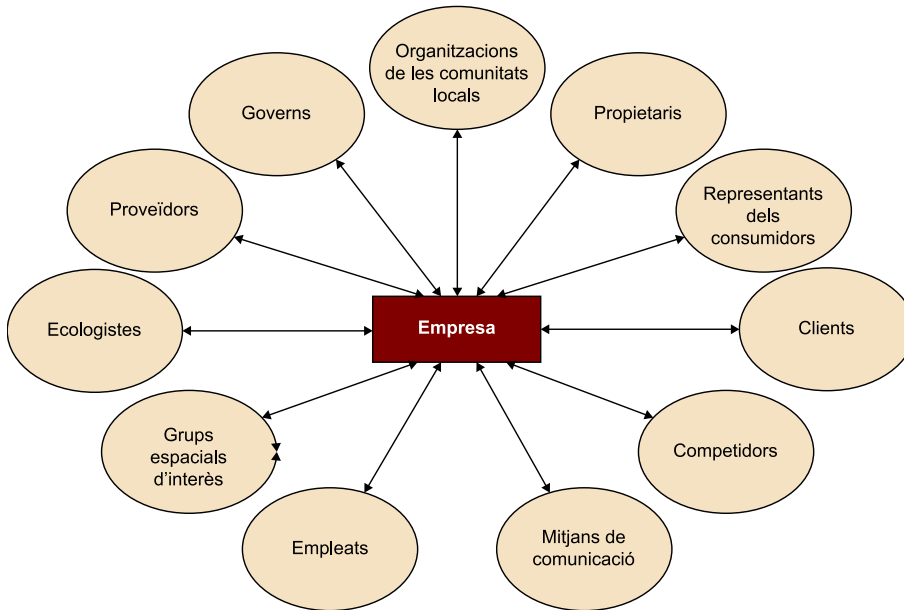 Organitzacions
de les comunitats
locals
Governs
Propietaris
Proveïdors
Representants
dels
consumidors
Ecologistes
Empresa
Clients
Grups
espacials
d’interès
Competidors
Empleats
Mitjans de
comunicació